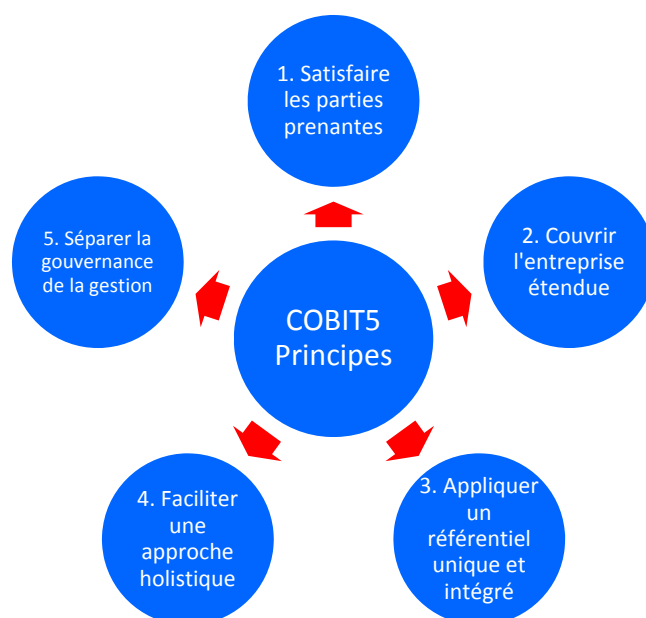 1. Satisfaire
les parties
prenantes
2. Couvrir
l'entreprise
étendue
3. Appliquer
un
référentiel
unique et
intégré
4. Faciliter
une
approche
holistique
5. Séparer la
gouvernance
de la gestion
COBIT5
Principes